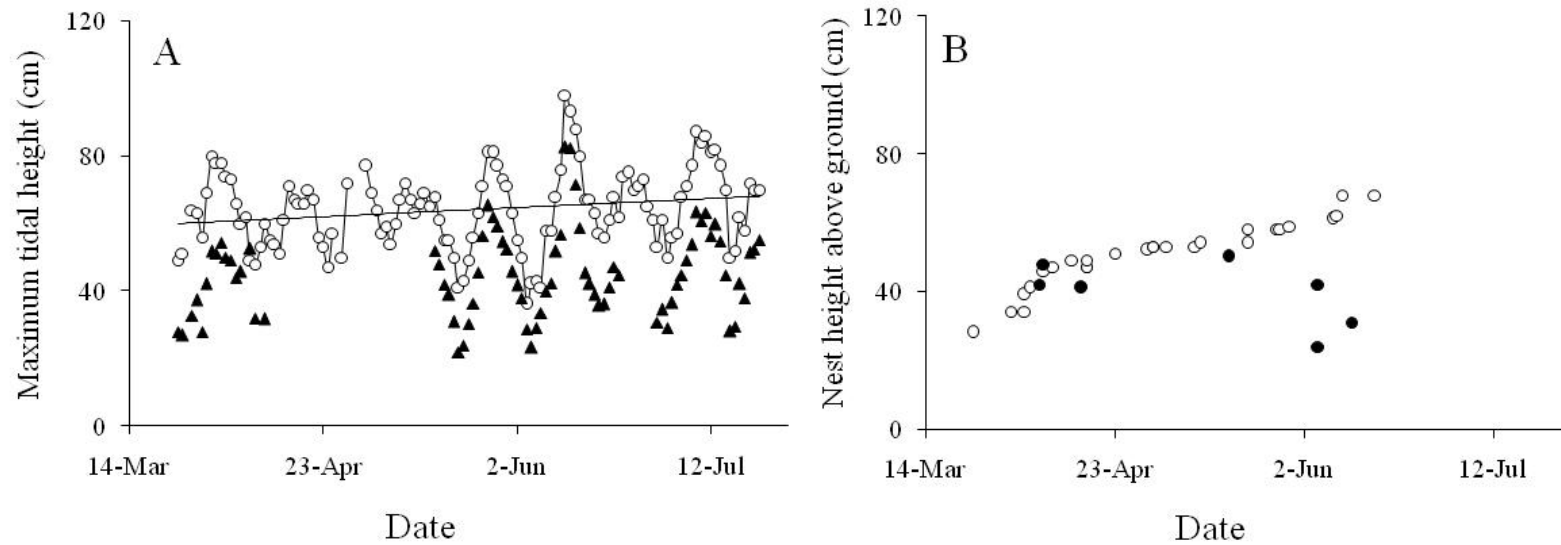 A
Maximum tidal height (cm)
120
80
40
0
14-Mar 23-Apr 2-Jun 12-Jul
Date
B
Nest height above ground (cm)
120
80
40
0
14-Mar 23-Apr 2-Jun 12-Jul
Date